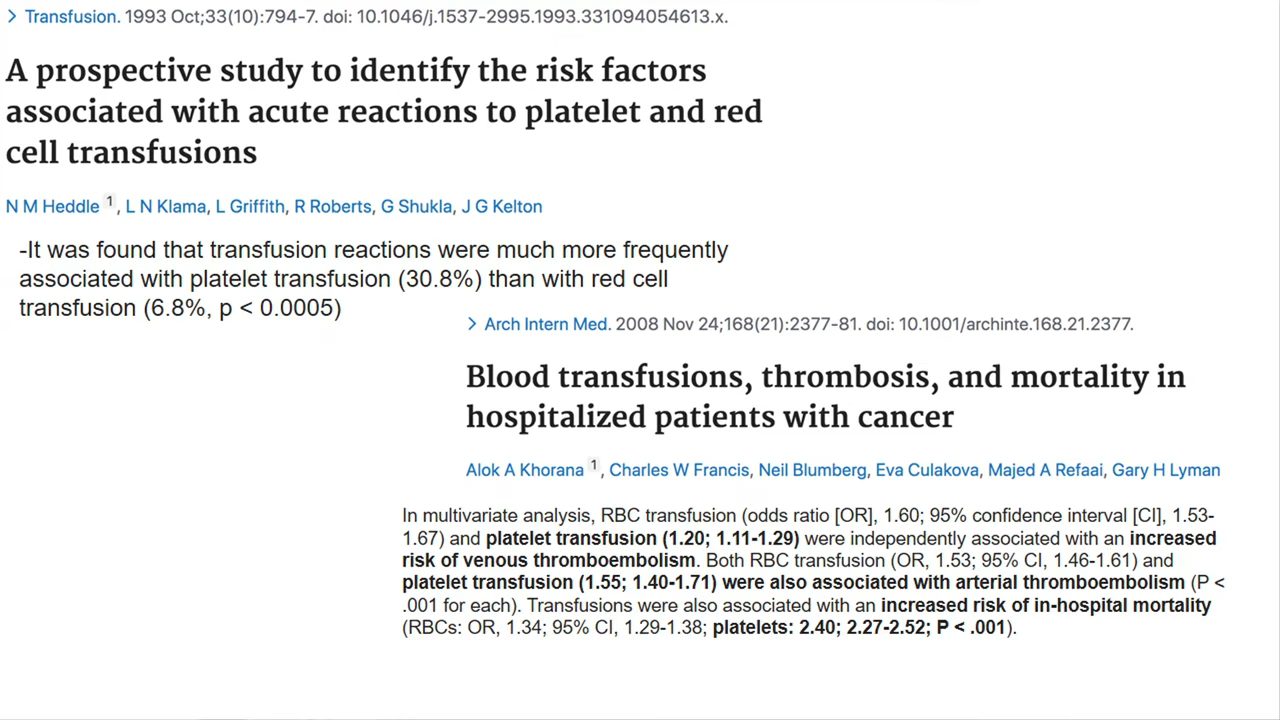 > Transfusion. 1993 Oct;33(10):794-7. doi: 10.1046/j.1537-2995.1993.331094054613.x.
A prospective study to identify the risk factors
associated with acute reactions to platelet and red
cell transfusions
N M Heddle 1, L N Klama, L Griffith, R Roberts, G Shukla, J G Kelton
-It was found that transfusion reactions were much more frequently
associated with platelet transfusion (30.8%) than with red cell
transfusion (6.8%, p < 0.0005)
> Arch Intern Med. 2008 Nov 24;168(21):2377-81. doi: 10.1001/archinte.168.21.2377.
Blood transfusions, thrombosis, and mortality in
hospitalized patients with cancer
Alok A Khorana 1, Charles W Francis, Neil Blumberg, Eva Culakova, Majed A Refaai, Gary H Lyman
In multivariate analysis, RBC transfusion (odds ratio [OR], 1.60; 95% confidence interval [CI], 1.53-
1.67) and platelet transfusion (1.20; 1.11-1.29) were independently associated with an increased
risk of venous thromboembolism. Both RBC transfusion (OR, 1.53; 95% CI, 1.46-1.61) and
platelet transfusion (1.55; 1.40-1.71) were also associated with arterial thromboembolism (P <
.001 for each). Transfusions were also associated with an increased risk of in-hospital mortality
(RBCs: OR, 1.34; 95% CI, 1.29-1.38; platelets: 2.40; 2.27-2.52; P < .001).